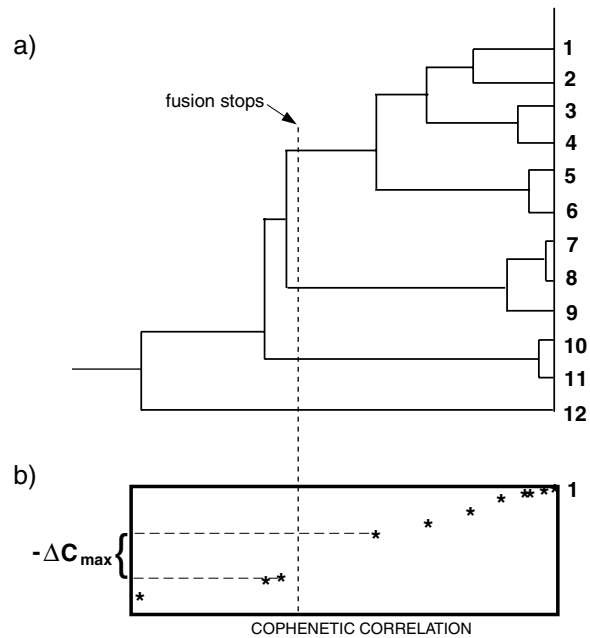 a)
fusion stops
1
2
3
4
5
6
7
8
9
10
11
12
b)
1
-ΔCmax
COPHENETIC CORRELATION